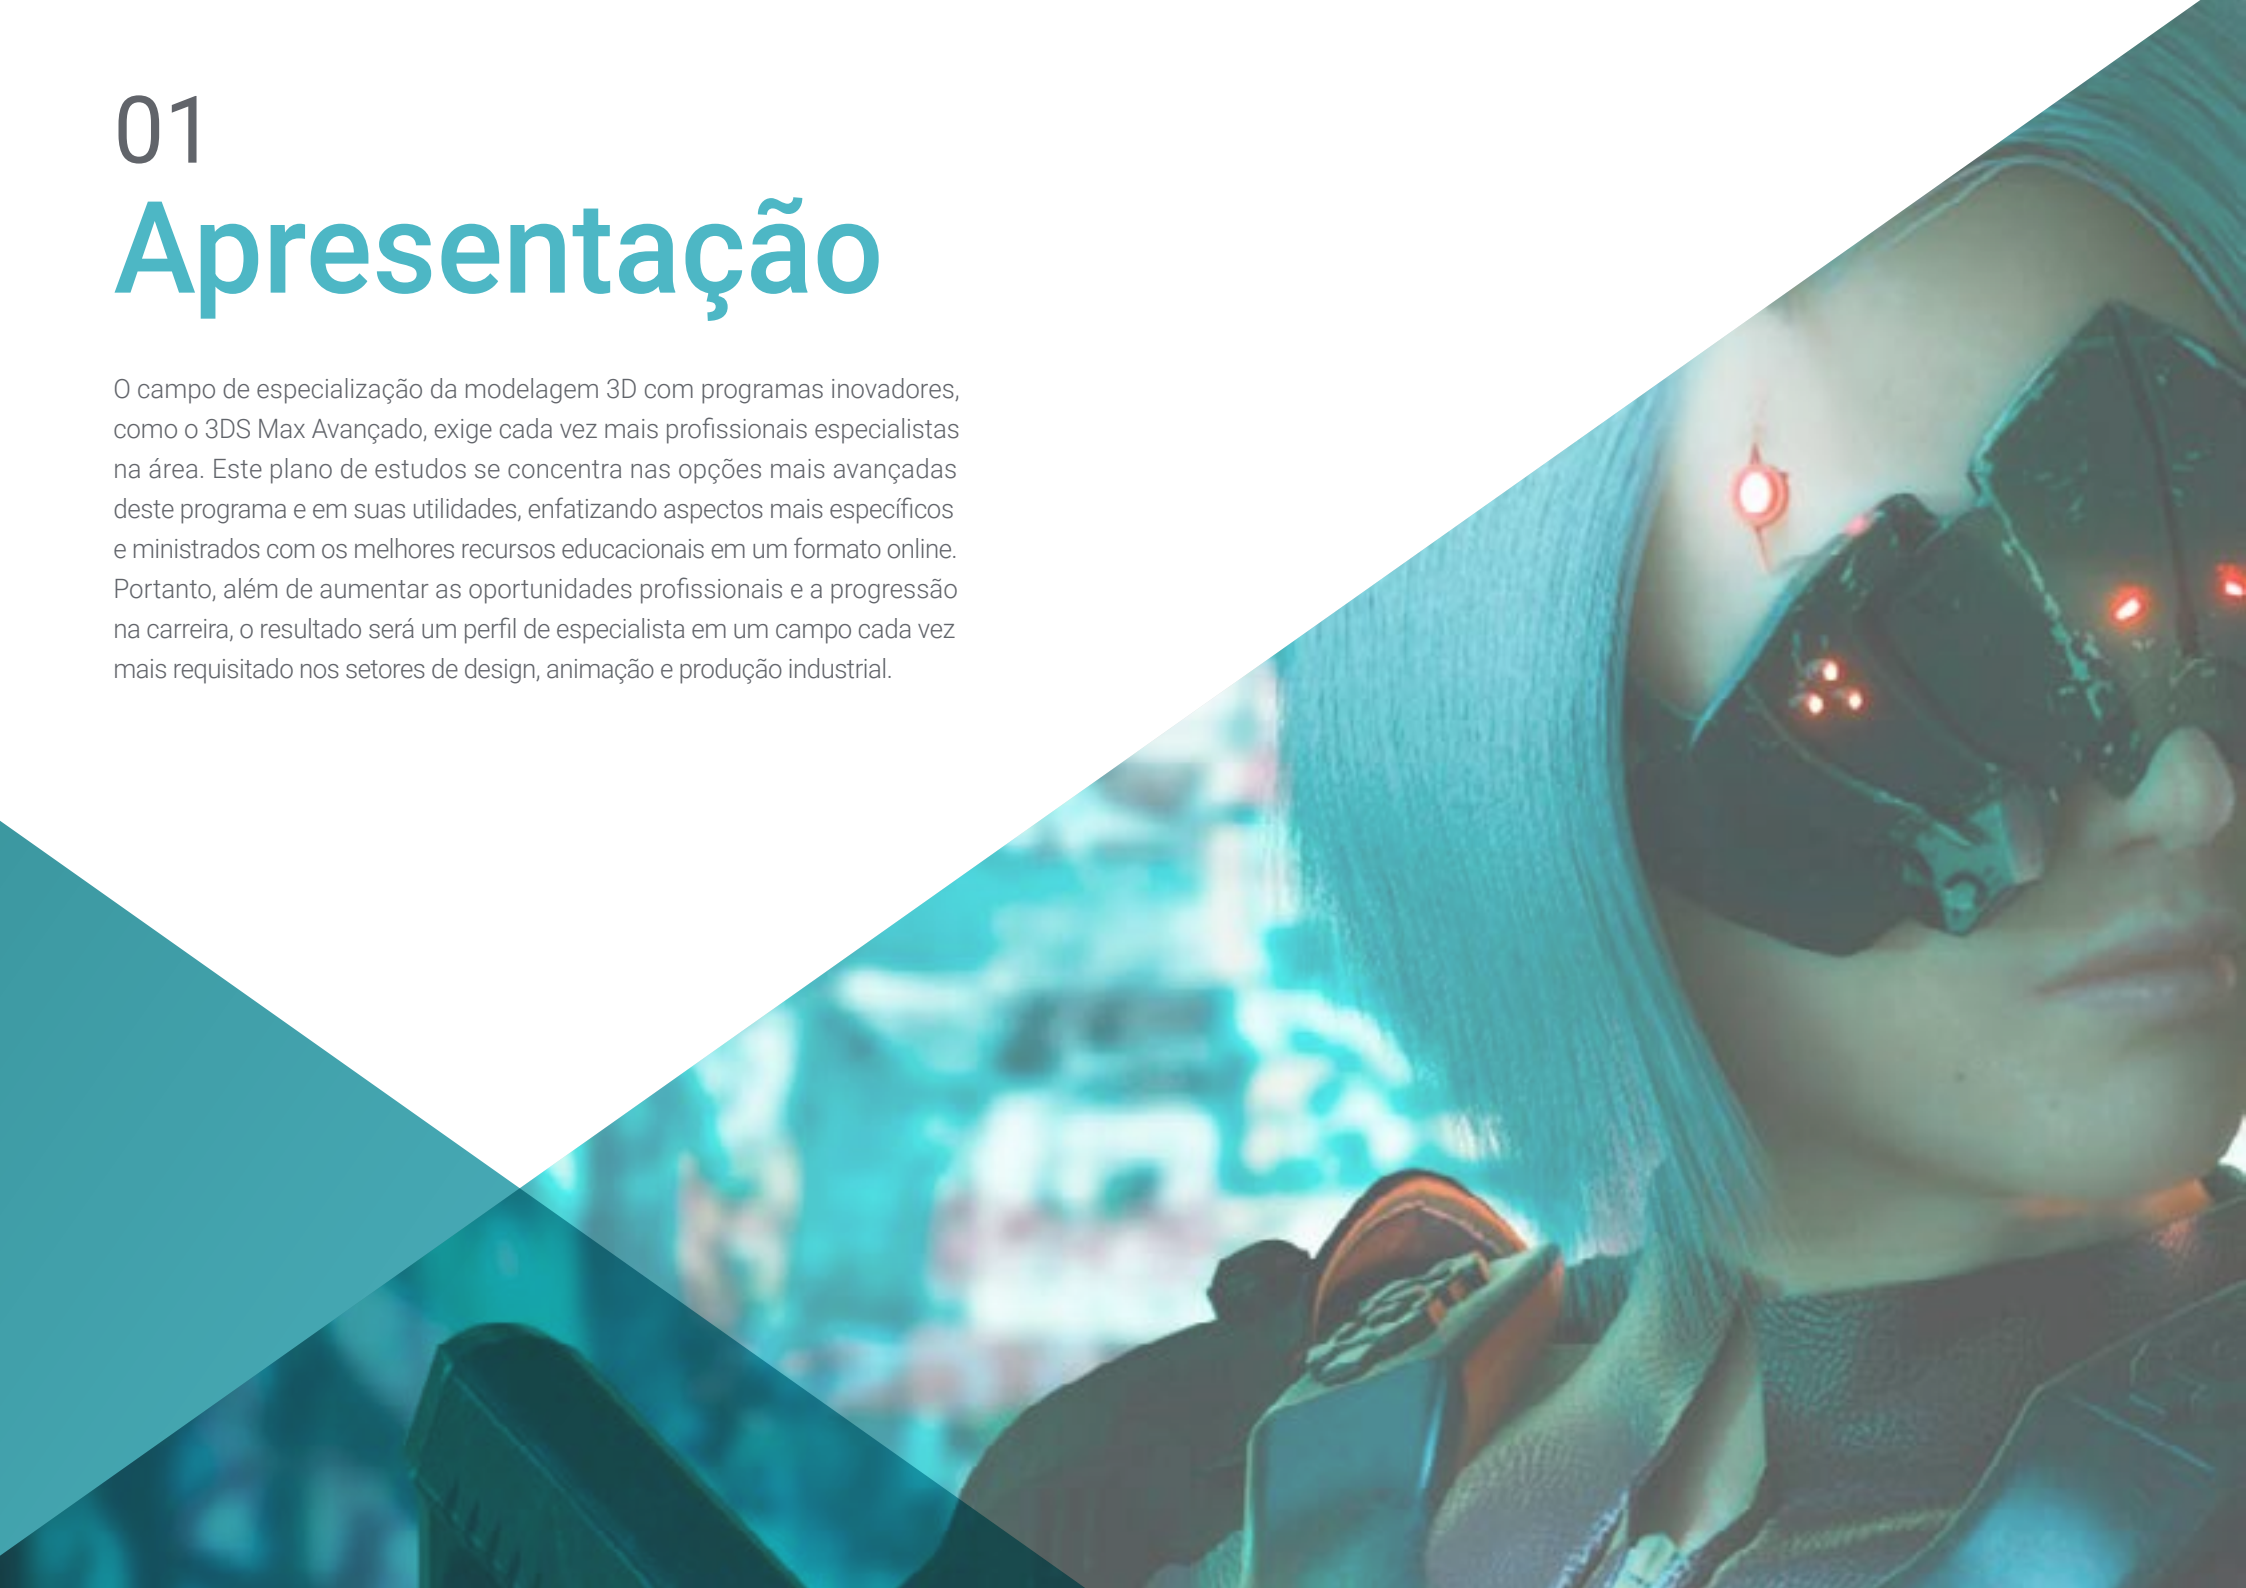 01
Apresentação
O campo de especialização da modelagem 3D com programas inovadores,
como o 3DS Max Avançado, exige cada vez mais profissionais especialistas
na área. Este plano de estudos se concentra nas opções mais avançadas
deste programa e em suas utilidades, enfatizando aspectos mais específicos
e ministrados com os melhores recursos educacionais em um formato online.
Portanto, além de aumentar as oportunidades profissionais e a progressão
na carreira, o resultado será um perfil de especialista em um campo cada vez
mais requisitado nos setores de design, animação e produção industrial.